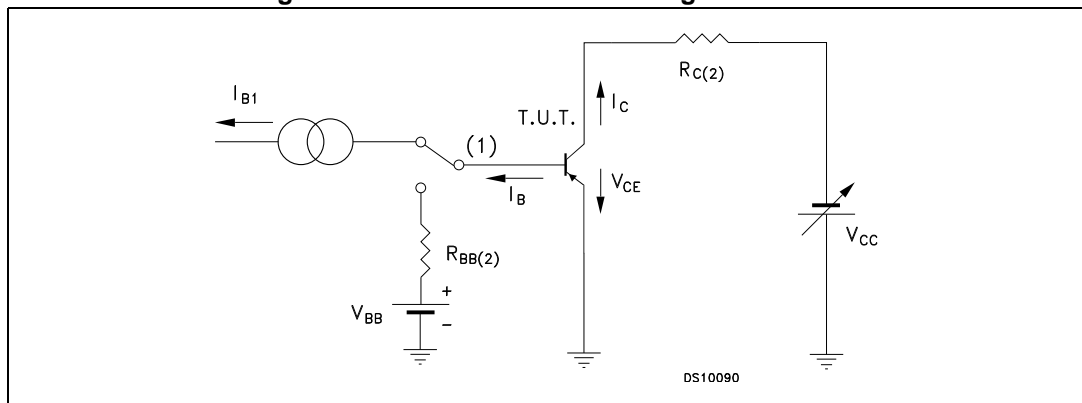 R_C(2)
I_B1
I_C
T.U.T.
(1)
V_CE
I_B
V_CC
R_BB(2)
+
V_BB
−
DS10090